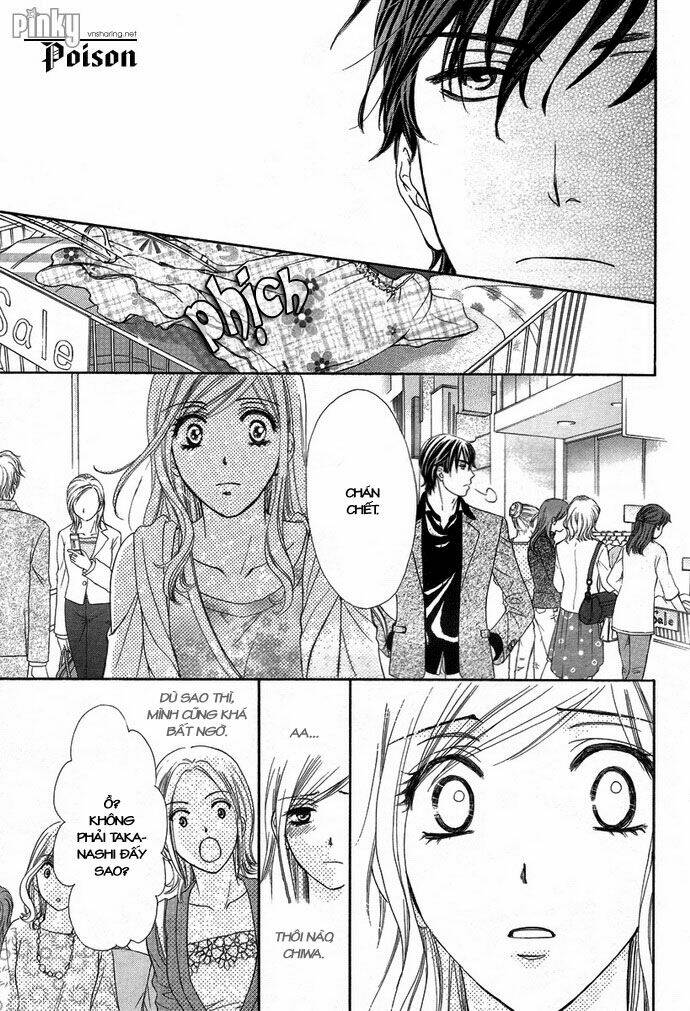 pinky
vnsharing.net
Poison
Sale
phịch
CHÁN
CHẾT.
Sale
AA...
THÔI NÀO,
CHIWA.
DÙ SAO THÌ,
MÌNH CŨNG KHÁ
BẤT NGỜ.
Ồ?
KHÔNG
PHẢI TAKA-
NASHI ĐẤY
SAO?